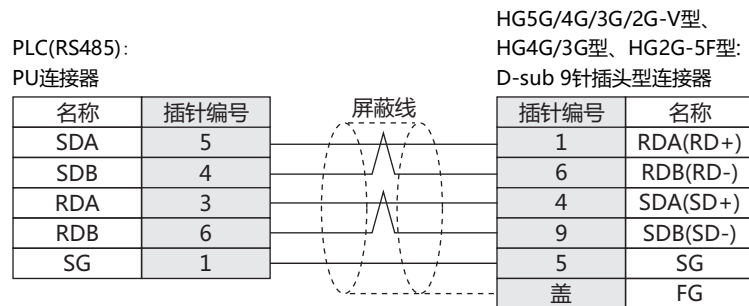 HG5G/4G/3G/2G-V型、
PLC(RS485):
HG4G/3G型、HG2G-5F型:
PU连接器
D-sub 9针插头型连接器
名称 插针编号 屏蔽线 插针编号 名称
SDA 5 1 RDA(RD+)
SDB 4 6 RDB(RD-)
RDA 3 4 SDA(SD+)
RDB 6 9 SDB(SD-)
SG 1 5 SG
盖 FG